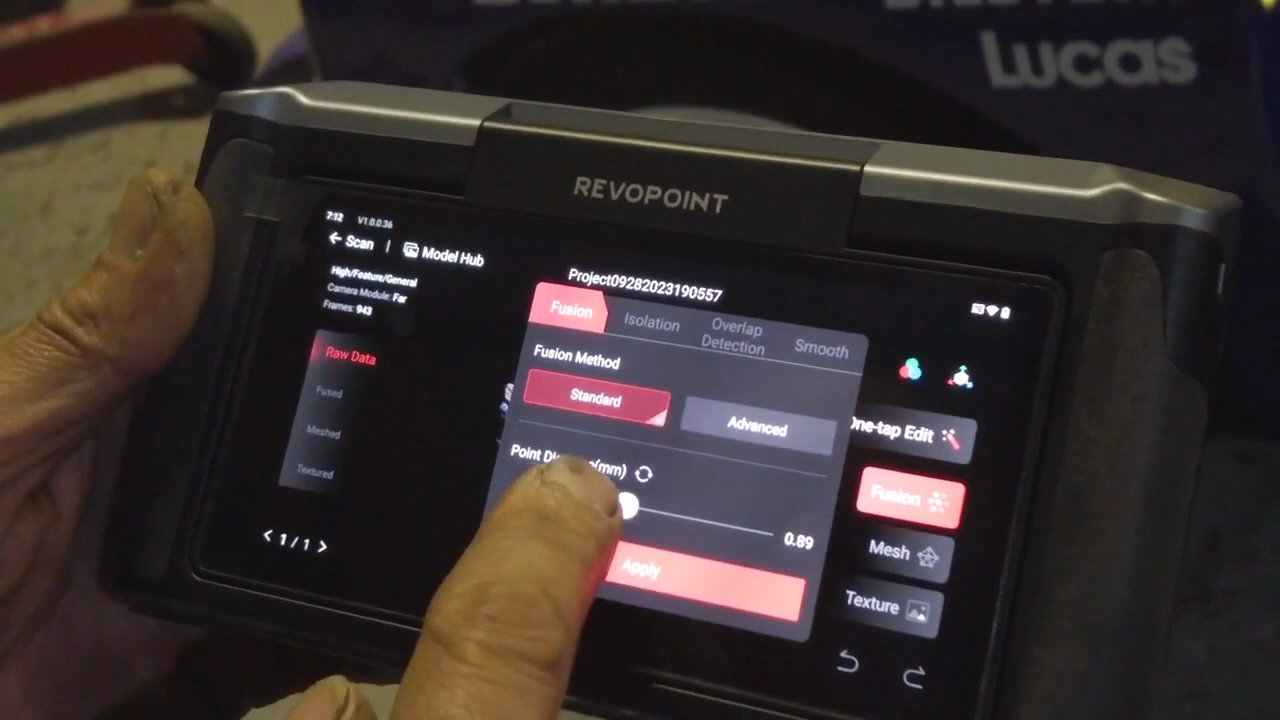 Lucas
REVOPOINT
7:12 V1.0.0.36
← Scan | Model Hub
High/Feature/General
Camera Module: Far
Frames: 943
Raw Data
Fused
Meshed
Textured
< 1 / 1 >
Project09282023190557
Fusion Isolation Overlap Detection Smooth
Fusion Method
Standard Advanced
Point (mm)
0.89
Apply
One-tap Edit
Fusion
Mesh
Texture